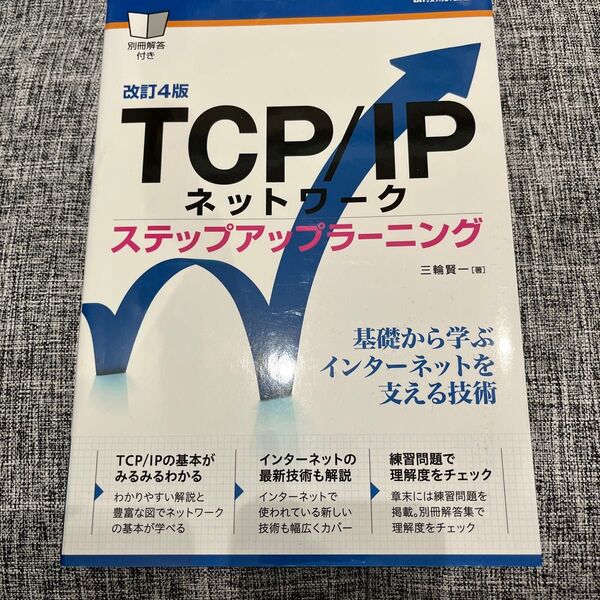 別冊解答
付き
改訂4版
TCP/IP
ネットワーク
ステップアップラーニング
三輪賢一[著]
基礎から学ぶ
インターネットを
支える技術
TCP/IPの基本が
みるみるわかる
わかりやすい解説と
豊富な図でネットワーク
の基本が学べる
インターネットの
最新技術も解説
インターネットで
使われている新しい
技術も幅広くカバー
練習問題で
理解度をチェック
章末には練習問題を
掲載。別冊解答集で
理解度をチェック